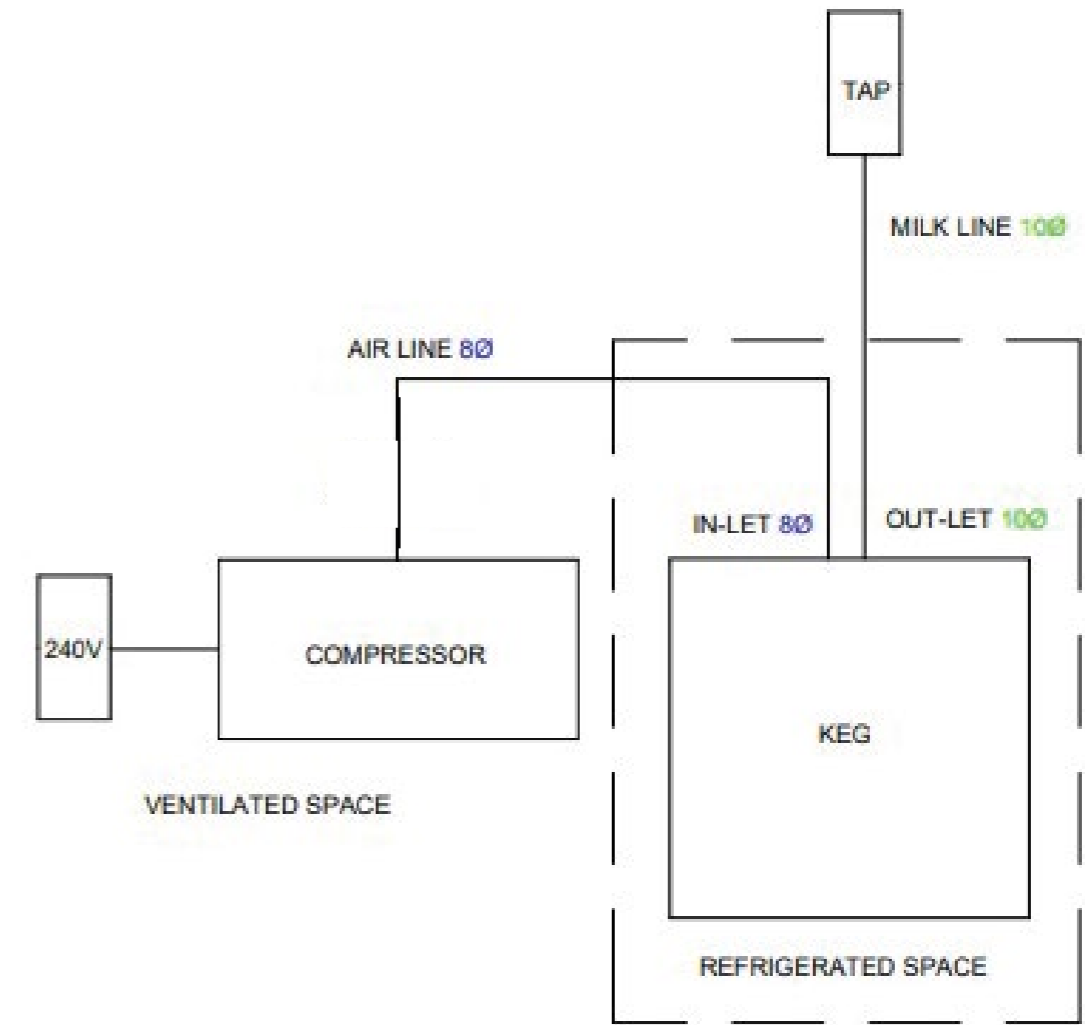 TAP
MILK LINE 10Ø
AIR LINE 8Ø
IN-LET 8Ø
OUT-LET 10Ø
240V
COMPRESSOR
KEG
VENTILATED SPACE
REFRIGERATED SPACE